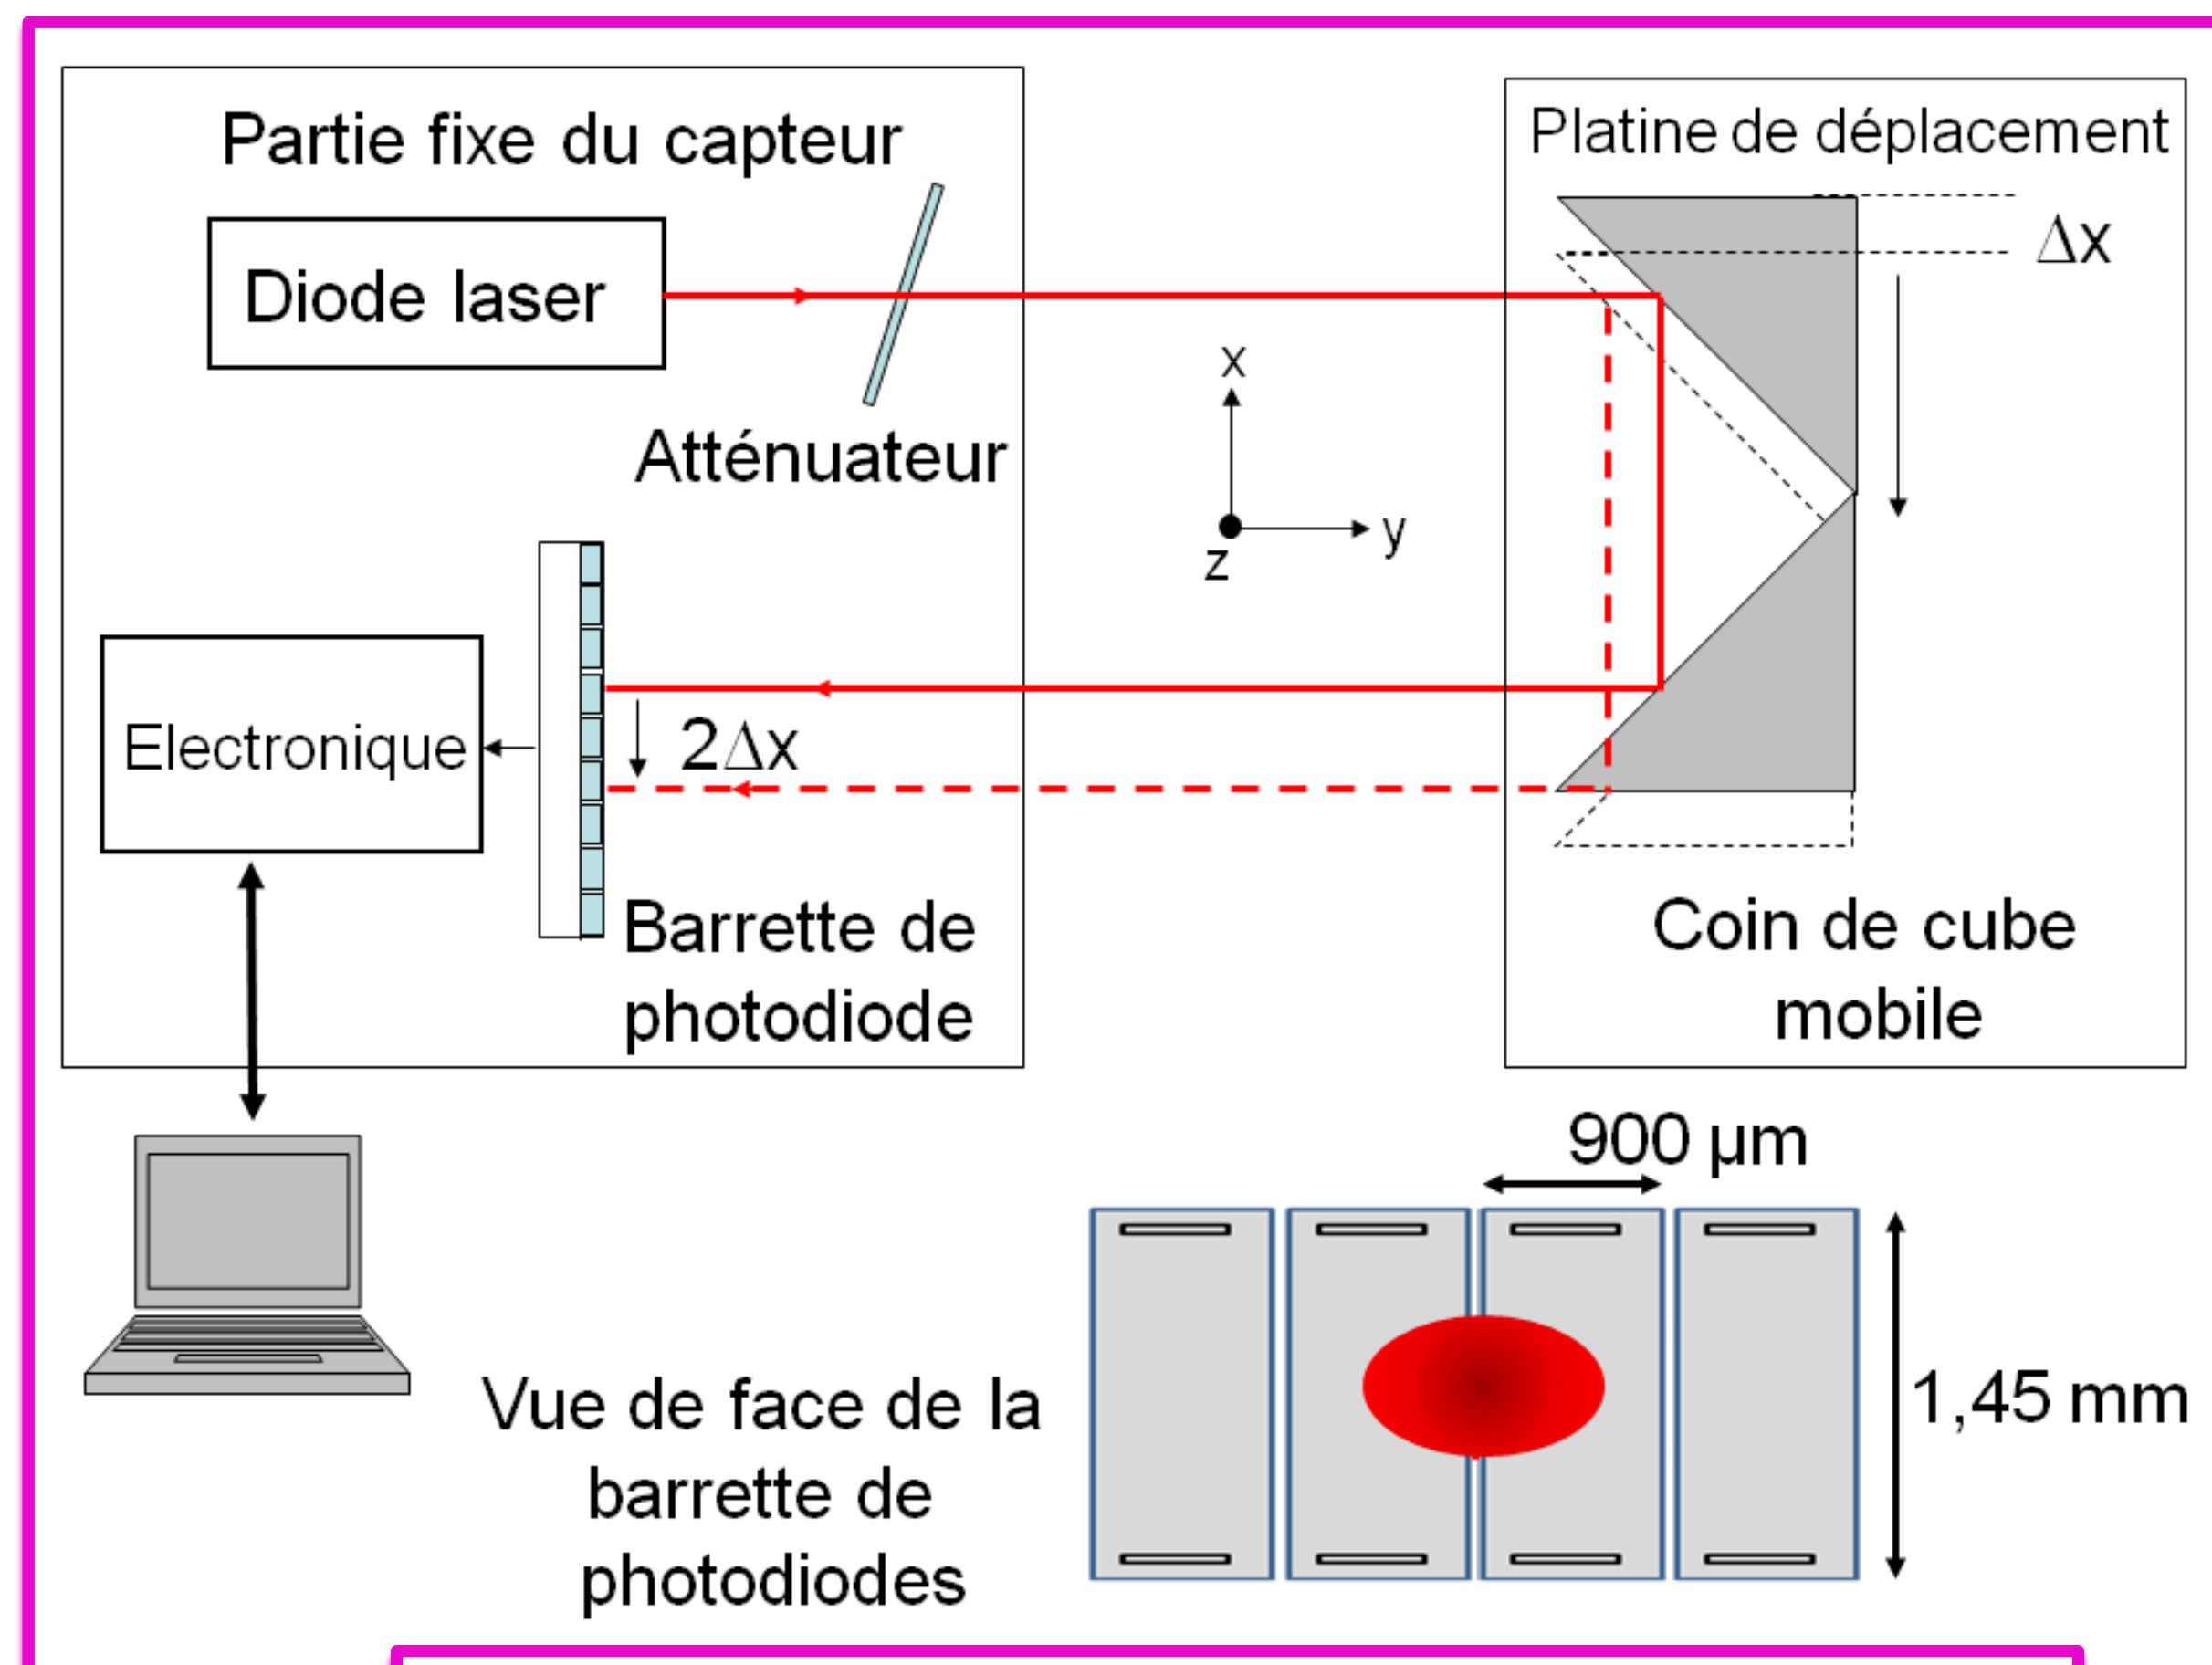 Partie fixe du capteur
Diode laser
Atténuateur
Electronique
2Δx
Barrette de
photodiode
x
y
z
Platine de déplacement
Δx
Coin de cube
mobile
Vue de face de la
barrette de
photodiodes
900 µm
1,45 mm